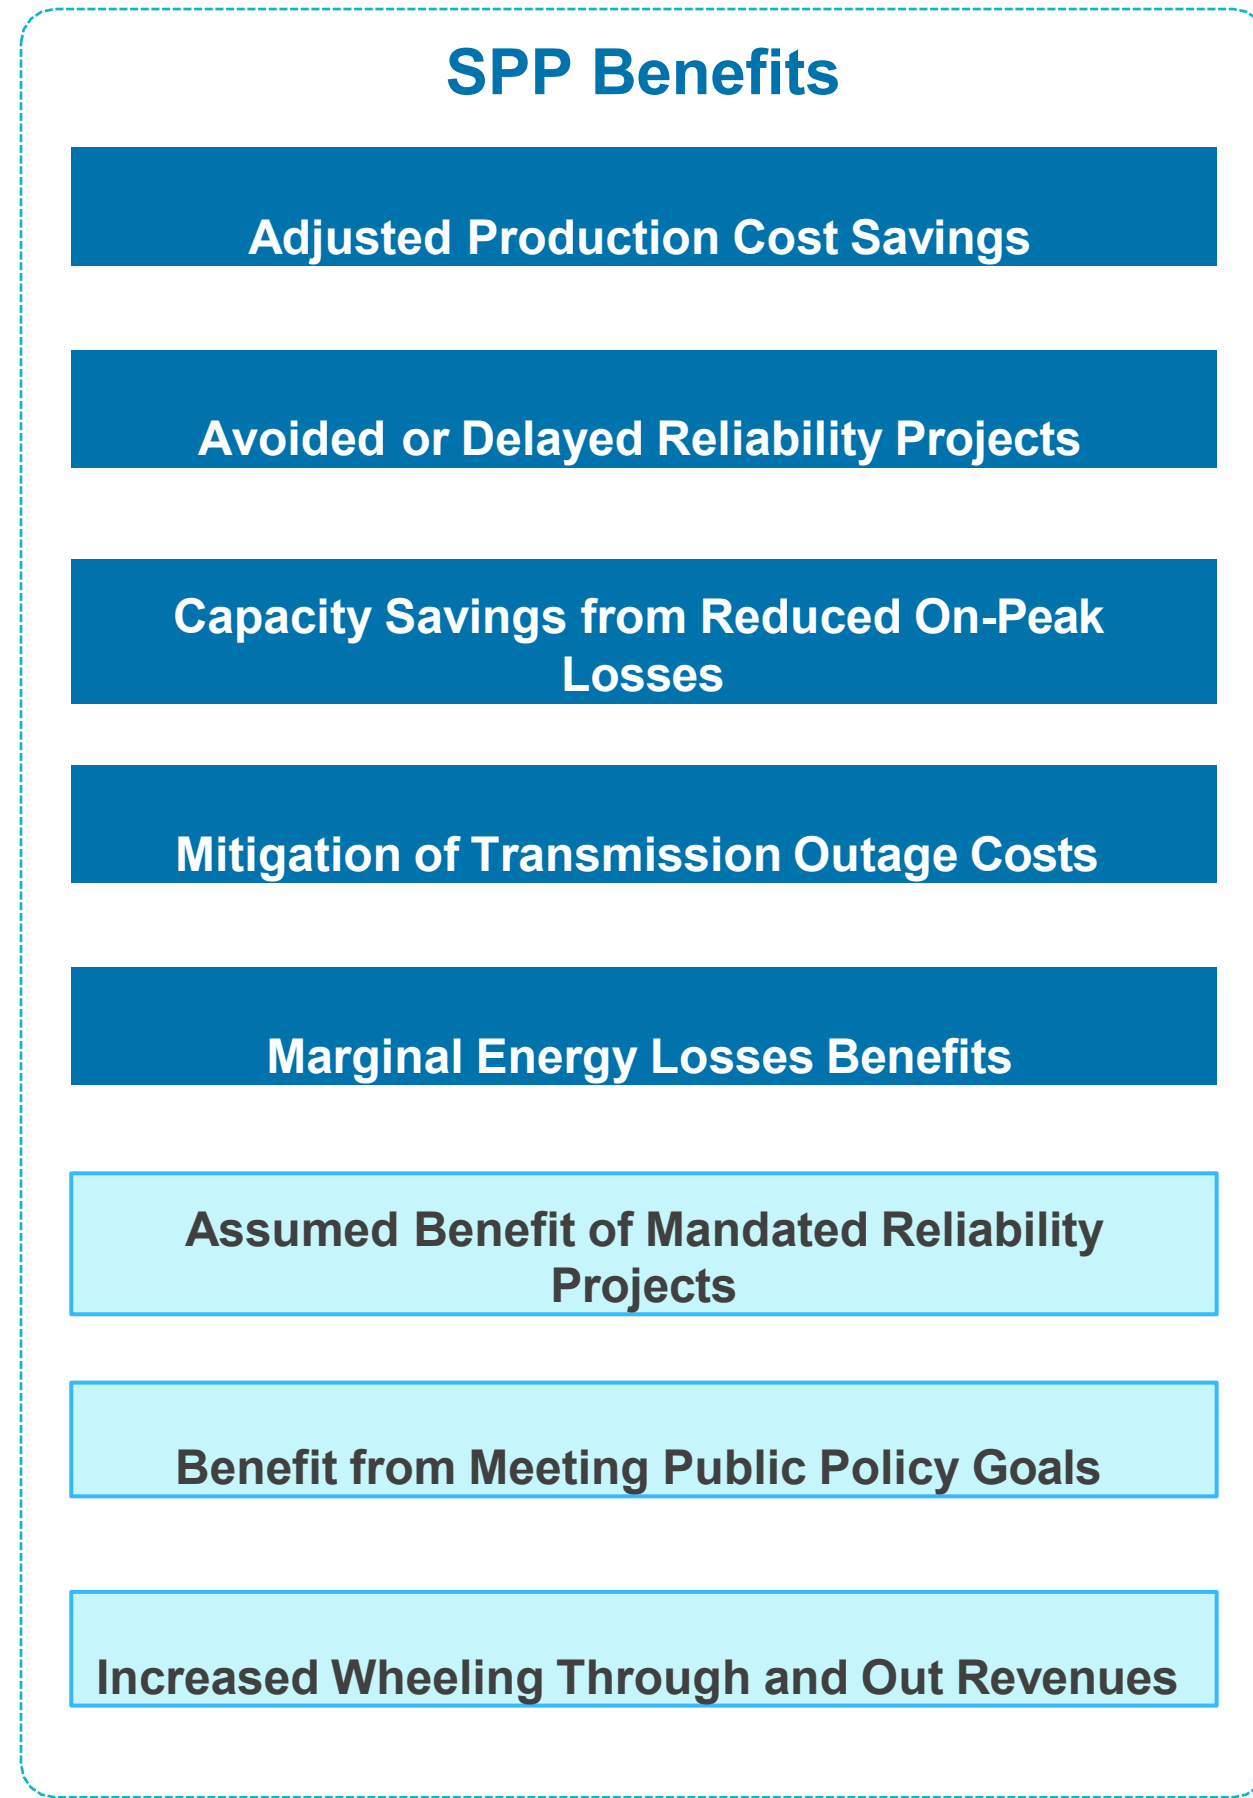 SPP Benefits
Adjusted Production Cost Savings
Avoided or Delayed Reliability Projects
Capacity Savings from Reduced On-Peak
Losses
Mitigation of Transmission Outage Costs
Marginal Energy Losses Benefits
Assumed Benefit of Mandated Reliability
Projects
Benefit from Meeting Public Policy Goals
Increased Wheeling Through and Out Revenues